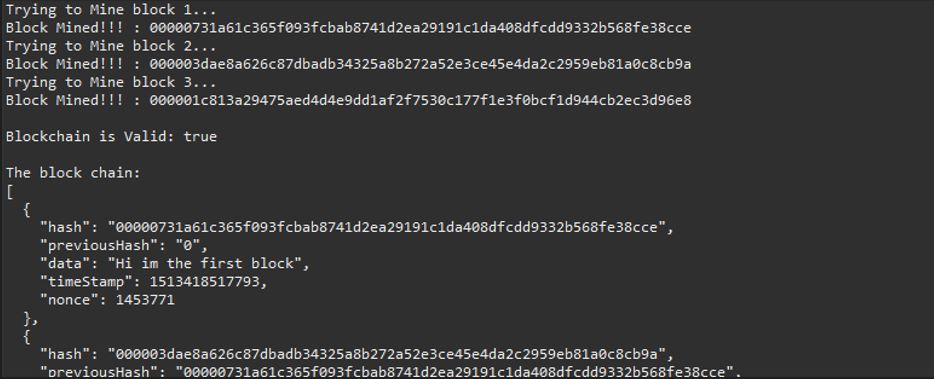 Trying to Mine block 1...
Block Mined!!! : 00000731a61c365f093fcbab8741d2ea29191c1da408dfcdd9332b568fe38cce
Trying to Mine block 2...
Block Mined!!! : 000003dae8a626c87dbadb34325a8b272a52e3ce45e4da2c2959eb81a0c8cb9a
Trying to Mine block 3...
Block Mined!!! : 000001c813a29475aed4d4e9dd1af2f7530c177f1e3f0bcf1d944cb2ec3d96e8
Blockchain is Valid: true
The block chain:
[
{
"hash": "00000731a61c365f093fcbab8741d2ea29191c1da408dfcdd9332b568fe38cce",
"previousHash": "0",
"data": "Hi im the first block",
"timeStamp": 1513418517793,
"nonce": 1453771
},
{
"hash": "000003dae8a626c87dbadb34325a8b272a52e3ce45e4da2c2959eb81a0c8cb9a",
"previousHash": "00000731a61c365f093fcbab8741d2ea29191c1da408dfcdd9332b568fe38cce",